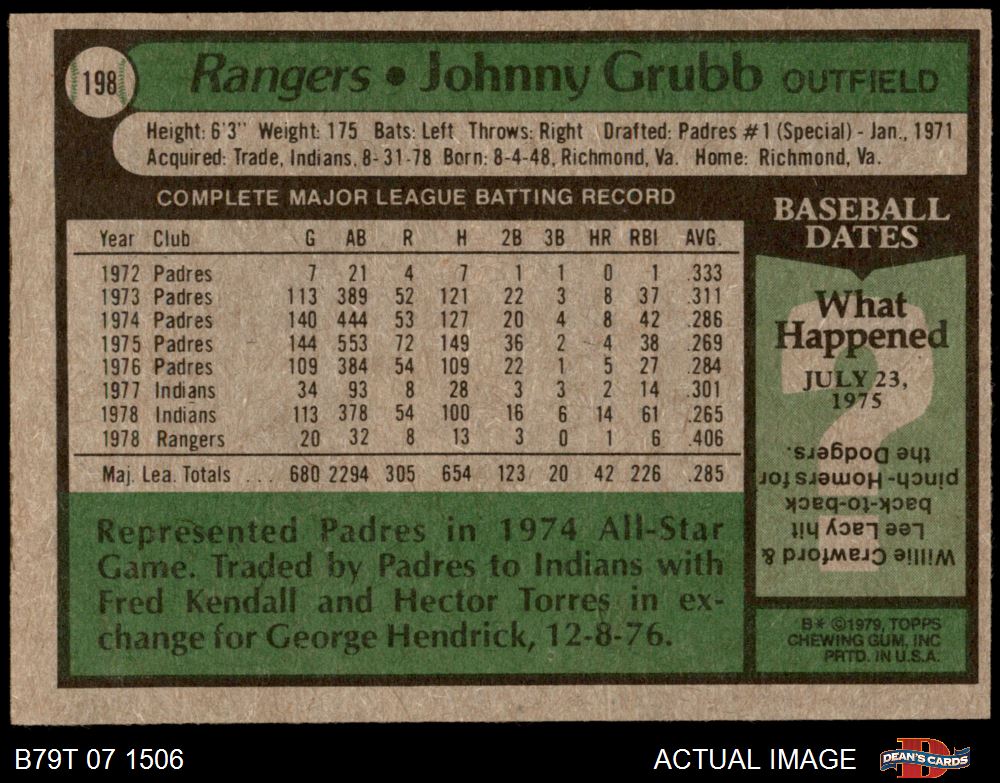 198 Rangers • Johnny Grubb OUTFIELD
Height: 6'3" Weight: 175 Bats: Left Throws: Right Drafted: Padres #1 (Special) - Jan., 1971
Acquired: Trade, Indians, 8-31-78 Born: 8-4-48, Richmond, Va. Home: Richmond, Va.
COMPLETE MAJOR LEAGUE BATTING RECORD
Year Club G AB R H 2B 3B HR RBI AVG.
1972 Padres 7 21 4 7 1 1 0 1 .333
1973 Padres 113 389 52 121 22 3 8 37 .311
1974 Padres 140 444 53 127 20 4 8 42 .286
1975 Padres 144 553 72 149 36 2 4 38 .269
1976 Padres 109 384 54 109 22 1 5 27 .284
1977 Indians 34 93 8 28 3 3 2 14 .301
1978 Indians 113 378 54 100 16 6 14 61 .265
1978 Rangers 20 32 8 13 3 0 1 6 .406
Maj. Lea. Totals ... 680 2294 305 654 123 20 42 226 .285
Represented Padres in 1974 All-Star
Game. Traded by Padres to Indians with
Fred Kendall and Hector Torres in ex-
change for George Hendrick, 12-8-76.
BASEBALL
DATES
What
Happened
JULY 23,
1975
?
Willie Crawford &
Lee Lacy hit
back-to-back
pinch-Homers for
the Dodgers.
B* ©1979, TOPPS
CHEWING GUM, INC
PRTD. IN U.S.A.
B79T 07 1506
ACTUAL IMAGE
D
DEAN'S CARDS